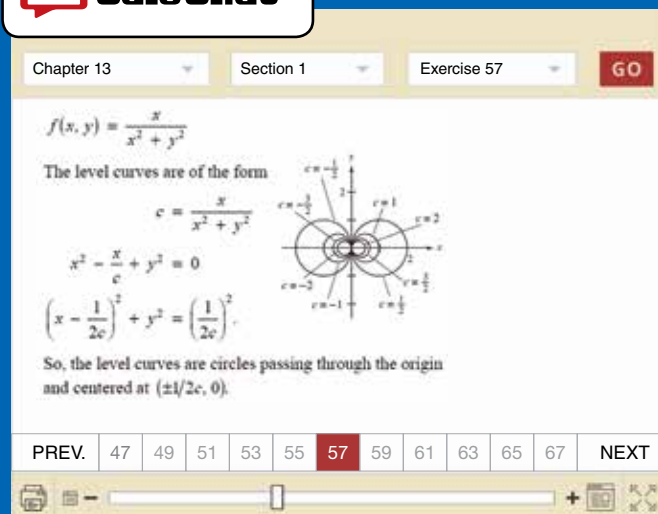 Chapter 13 Section 1 Exercise 57 GO
f(x, y) = x / (x² + y²)
The level curves are of the form
c = x / (x² + y²)
x² − x/c + y² = 0
(x − 1/2c)² + y² = (1/2c)².
So, the level curves are circles passing through the origin
and centered at (±1/2c, 0).
c = −1/2
y
2
c = −3/2
c = 1
c = 2
x
2
c = −2
c = 3/2
c = −1
c = 1/2
PREV. 47 49 51 53 55 57 59 61 63 65 67 NEXT